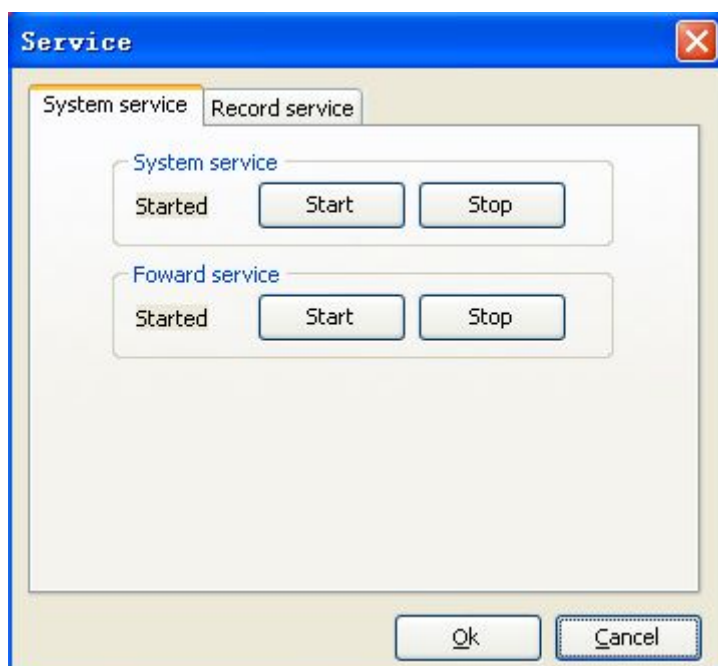 Service
System service Record service
System service
Started Start Stop
Foward service
Started Start Stop
Ok Cancel